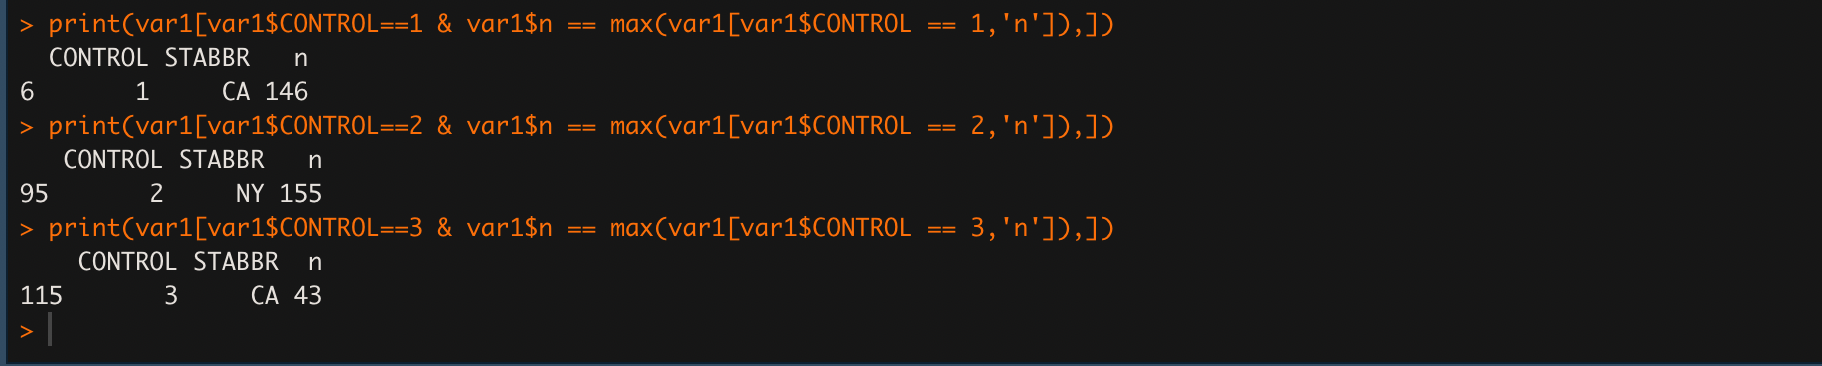 > print(var1[var1$CONTROL==1 & var1$n == max(var1[var1$CONTROL == 1,'n']),])
  CONTROL STABBR   n
6       1     CA 146
> print(var1[var1$CONTROL==2 & var1$n == max(var1[var1$CONTROL == 2,'n']),])
   CONTROL STABBR   n
95       2     NY 155
> print(var1[var1$CONTROL==3 & var1$n == max(var1[var1$CONTROL == 3,'n']),])
    CONTROL STABBR  n
115       3     CA 43
>